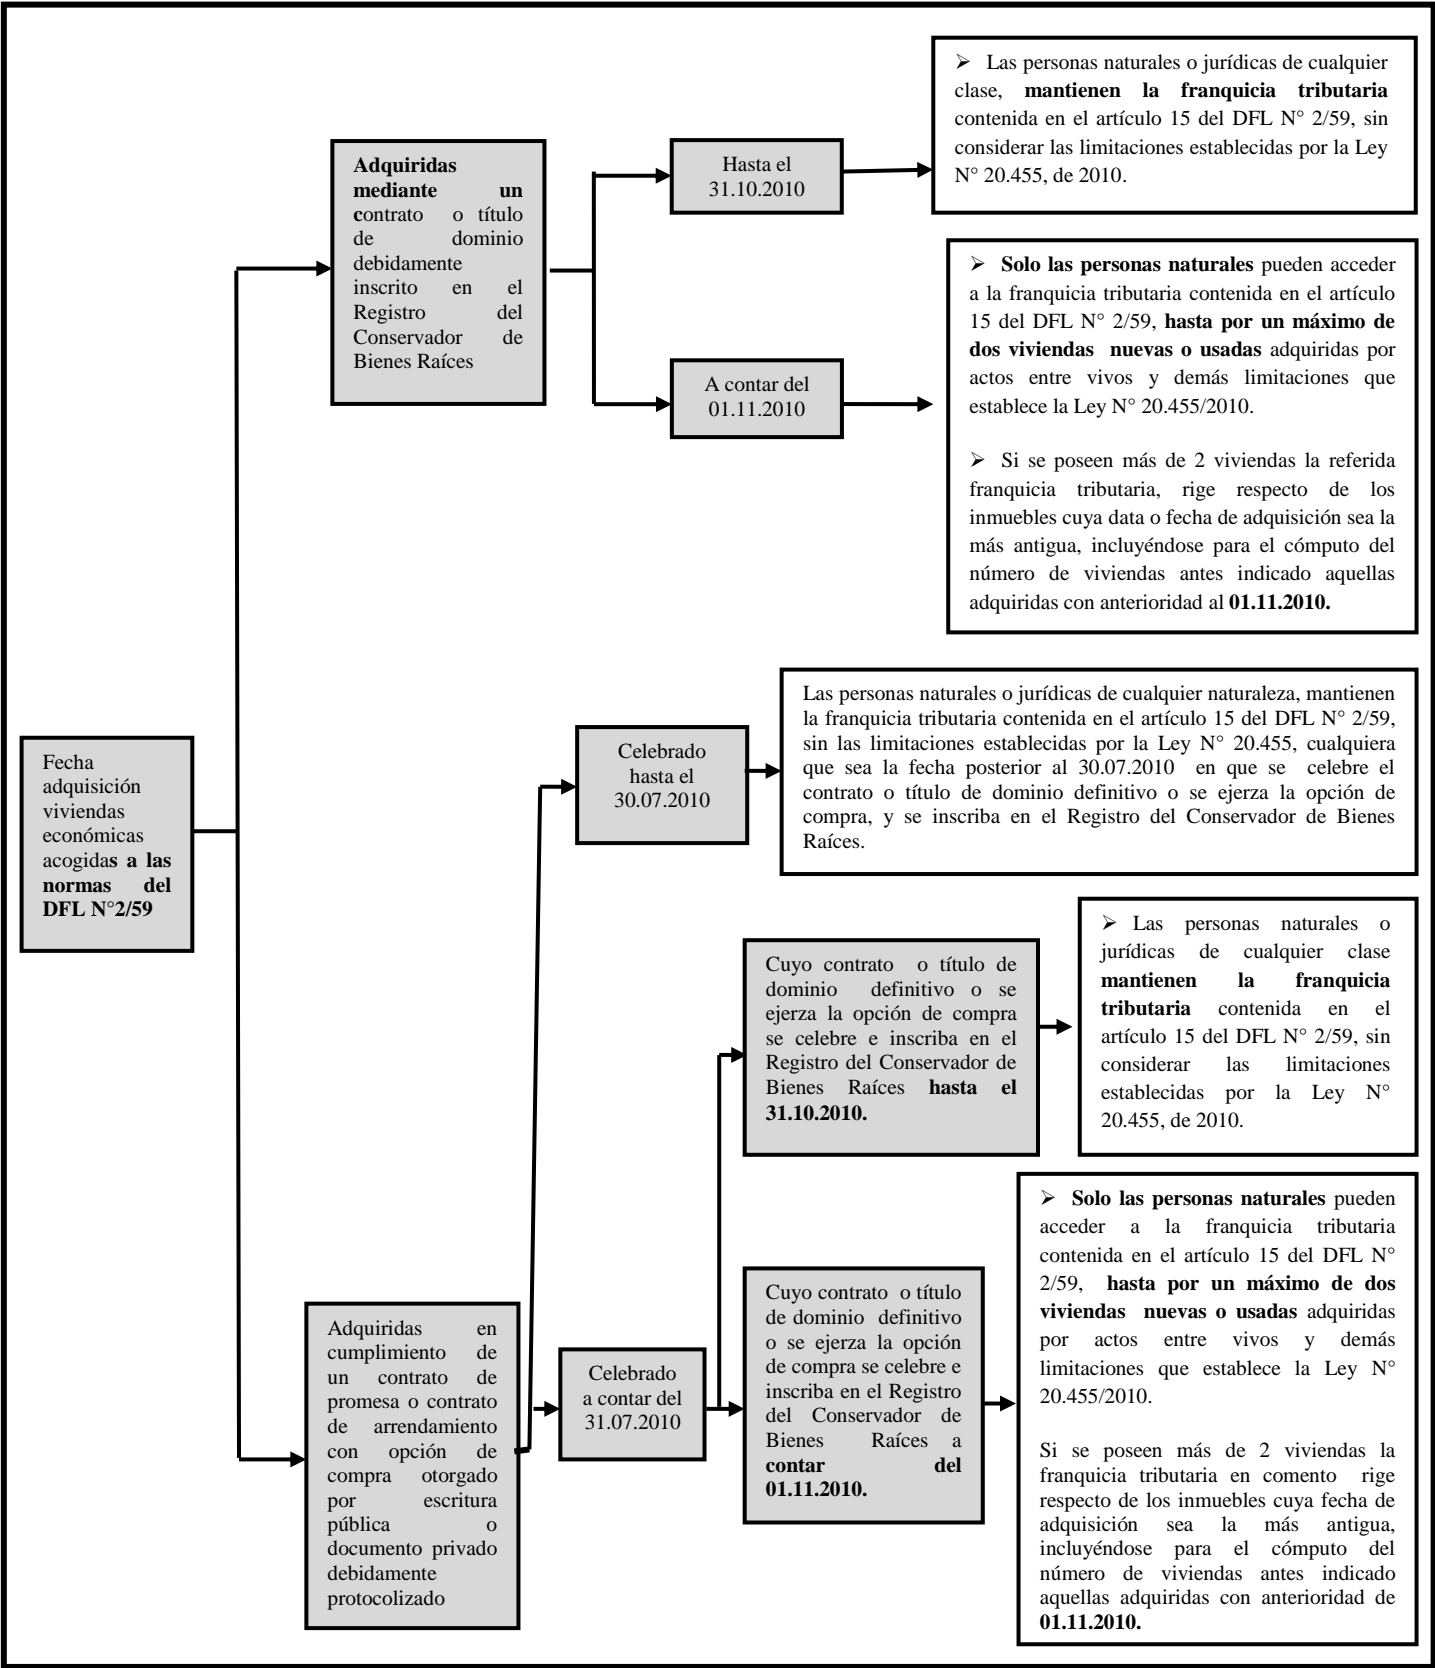 ➢ Las personas naturales o jurídicas de cualquier
clase, mantienen la franquicia tributaria
contenida en el artículo 15 del DFL N° 2/59, sin
considerar las limitaciones establecidas por la Ley
N° 20.455, de 2010.
Adquiridas
mediante un
contrato o título
de dominio
debidamente
inscrito en el
Registro del
Conservador de
Bienes Raíces
Hasta el
31.10.2010
➢ Solo las personas naturales pueden acceder
a la franquicia tributaria contenida en el artículo
15 del DFL N° 2/59, hasta por un máximo de
dos viviendas nuevas o usadas adquiridas por
actos entre vivos y demás limitaciones que
establece la Ley N° 20.455/2010.
A contar del
01.11.2010
➢ Si se poseen más de 2 viviendas la referida
franquicia tributaria, rige respecto de los
inmuebles cuya data o fecha de adquisición sea la
más antigua, incluyéndose para el cómputo del
número de viviendas antes indicado aquellas
adquiridas con anterioridad al 01.11.2010.
Fecha
adquisición
viviendas
económicas
acogidas a las
normas del
DFL N°2/59
Celebrado
hasta el
30.07.2010
Las personas naturales o jurídicas de cualquier naturaleza, mantienen
la franquicia tributaria contenida en el artículo 15 del DFL N° 2/59,
sin las limitaciones establecidas por la Ley N° 20.455, cualquiera
que sea la fecha posterior al 30.07.2010 en que se celebre el
contrato o título de dominio definitivo o se ejerza la opción de
compra, y se inscriba en el Registro del Conservador de Bienes
Raíces.
Cuyo contrato o título de
dominio definitivo o se
ejerza la opción de compra
se celebre e inscriba en el
Registro del Conservador de
Bienes Raíces hasta el
31.10.2010.
➢ Las personas naturales o
jurídicas de cualquier clase
mantienen la franquicia
tributaria contenida en el
artículo 15 del DFL N° 2/59, sin
considerar las limitaciones
establecidas por la Ley N°
20.455, de 2010.
Adquiridas en
cumplimiento de
un contrato de
promesa o contrato
de arrendamiento
con opción de
compra otorgado
por escritura
pública o
documento privado
debidamente
protocolizado
Celebrado
a contar del
31.07.2010
Cuyo contrato o título
de dominio definitivo
o se ejerza la opción
de compra se celebre e
inscriba en el Registro
del Conservador de
Bienes Raíces a
contar del
01.11.2010.
➢ Solo las personas naturales pueden
acceder a la franquicia tributaria
contenida en el artículo 15 del DFL N°
2/59, hasta por un máximo de dos
viviendas nuevas o usadas adquiridas
por actos entre vivos y demás
limitaciones que establece la Ley N°
20.455/2010.
Si se poseen más de 2 viviendas la
franquicia tributaria en comento rige
respecto de los inmuebles cuya fecha de
adquisición sea la más antigua,
incluyéndose para el cómputo del
número de viviendas antes indicado
aquellas adquiridas con anterioridad de
01.11.2010.